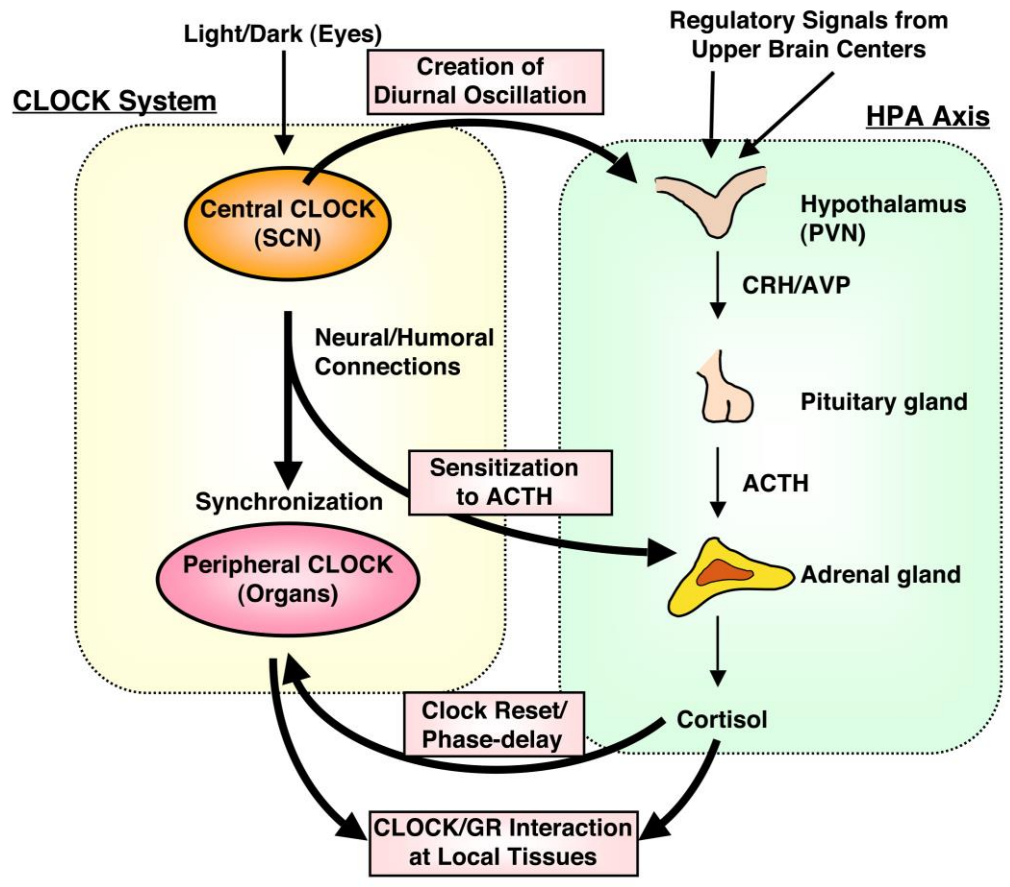 Light/Dark (Eyes)
Regulatory Signals from
Upper Brain Centers
Creation of
Diurnal Oscillation
CLOCK System
HPA Axis
Central CLOCK
(SCN)
Hypothalamus
(PVN)
CRH/AVP
Neural/Humoral
Connections
Pituitary gland
Sensitization
to ACTH
ACTH
Synchronization
Peripheral CLOCK
(Organs)
Adrenal gland
Clock Reset/
Phase-delay
Cortisol
CLOCK/GR Interaction
at Local Tissues